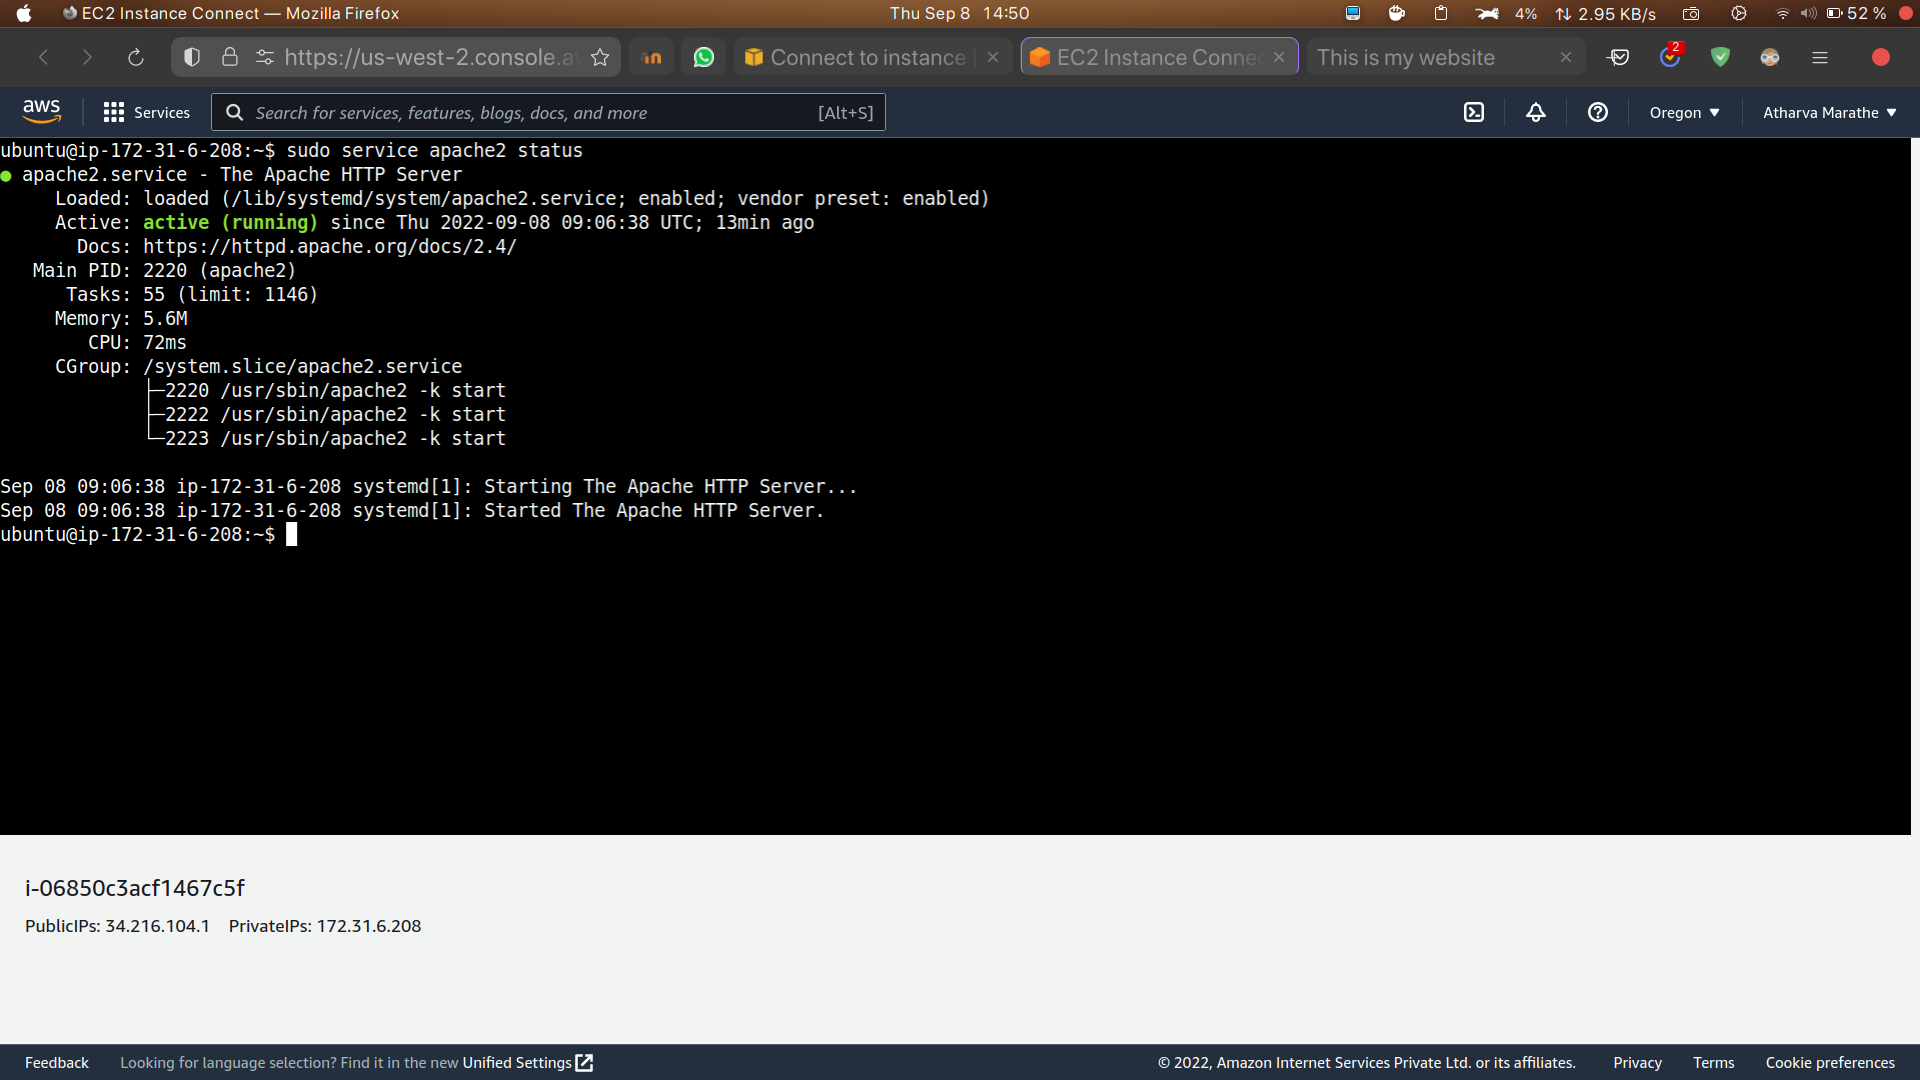 EC2 Instance Connect — Mozilla Firefox
Thu Sep 8 14:50
4%
2.95 KB/s
52 %
https://us-west-2.console.av
Connect to instance
EC2 Instance Connec
This is my website
2
aws
Services
Search for services, features, blogs, docs, and more
[Alt+S]
Oregon
Atharva Marathe
ubuntu@ip-172-31-6-208:~$ sudo service apache2 status
● apache2.service - The Apache HTTP Server
Loaded: loaded (/lib/systemd/system/apache2.service; enabled; vendor preset: enabled)
Active: active (running) since Thu 2022-09-08 09:06:38 UTC; 13min ago
Docs: https://httpd.apache.org/docs/2.4/
Main PID: 2220 (apache2)
Tasks: 55 (limit: 1146)
Memory: 5.6M
CPU: 72ms
CGroup: /system.slice/apache2.service
├─2220 /usr/sbin/apache2 -k start
├─2222 /usr/sbin/apache2 -k start
└─2223 /usr/sbin/apache2 -k start
Sep 08 09:06:38 ip-172-31-6-208 systemd[1]: Starting The Apache HTTP Server...
Sep 08 09:06:38 ip-172-31-6-208 systemd[1]: Started The Apache HTTP Server.
ubuntu@ip-172-31-6-208:~$
i-06850c3acf1467c5f
PublicIPs: 34.216.104.1 PrivateIPs: 172.31.6.208
Feedback
Looking for language selection? Find it in the new Unified Settings
© 2022, Amazon Internet Services Private Ltd. or its affiliates.
Privacy
Terms
Cookie preferences